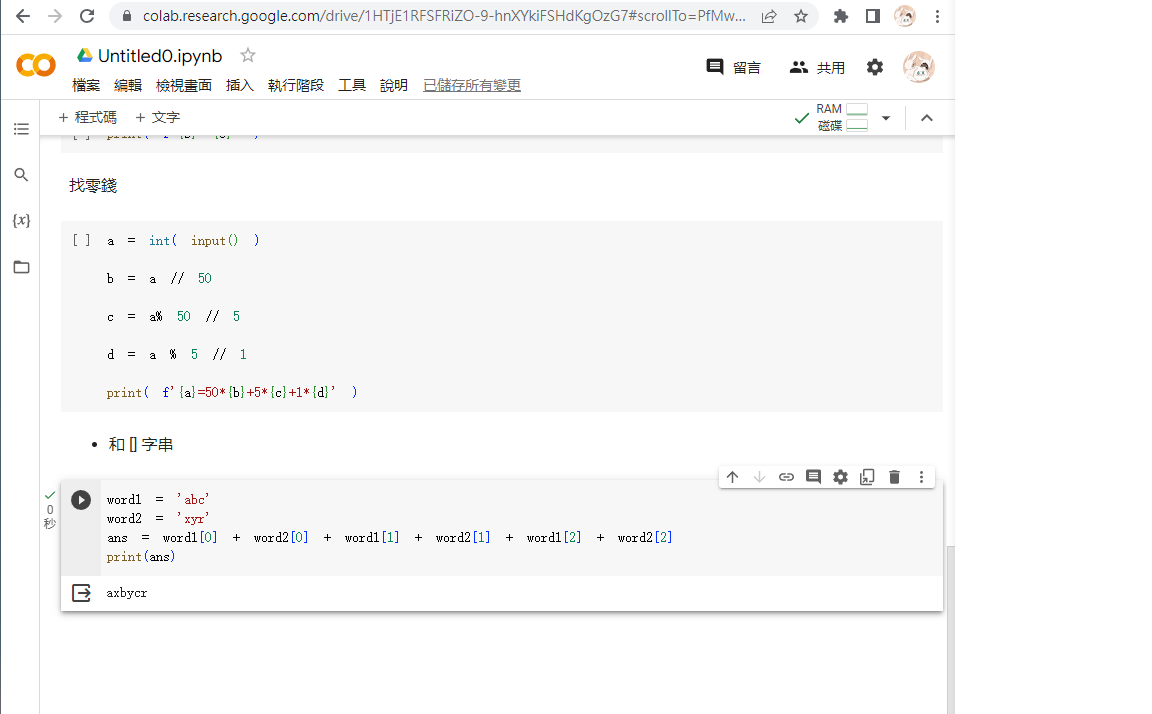 colab.research.google.com/drive/1HTjE1RFSFRiZO-9-hnXYkiFSHdKgOzG7#scrollTo=PfMw...
Untitled0.ipynb
檔案 編輯 檢視畫面 插入 執行階段 工具 說明 已儲存所有變更
留言 共用
+ 程式碼 + 文字
RAM
磁碟
{x}
找零錢
[ ] a = int( input() )
b = a // 50
c = a% 50 // 5
d = a % 5 // 1
print( f'{a}=50*{b}+5*{c}+1*{d}' )
• 和 [] 字串
0
秒
word1 = 'abc'
word2 = 'xyr'
ans = word1[0] + word2[0] + word1[1] + word2[1] + word1[2] + word2[2]
print(ans)
axbycr